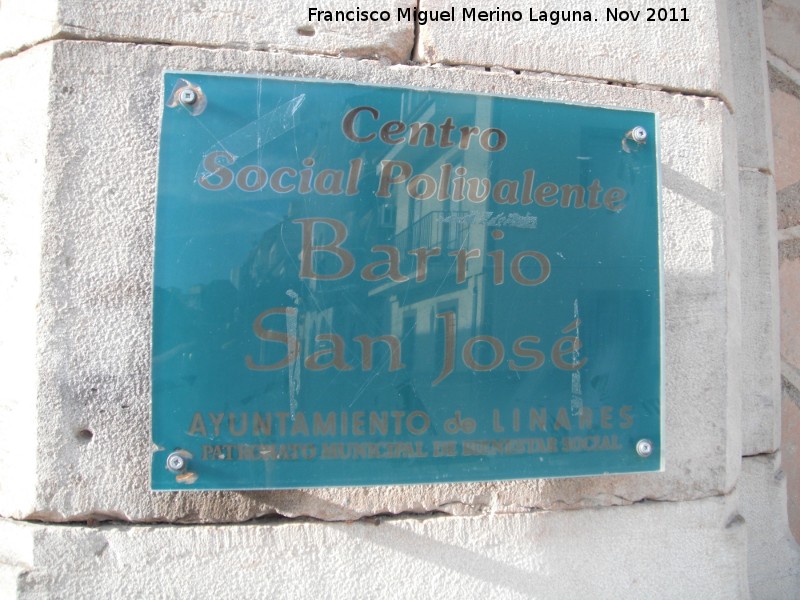 Francisco Miguel Merino Laguna. Nov 2011
Centro
Social Polivalente
Barrio
San José
AYUNTAMIENTO de LINARES
PATRONATO MUNICIPAL DE BIENESTAR SOCIAL